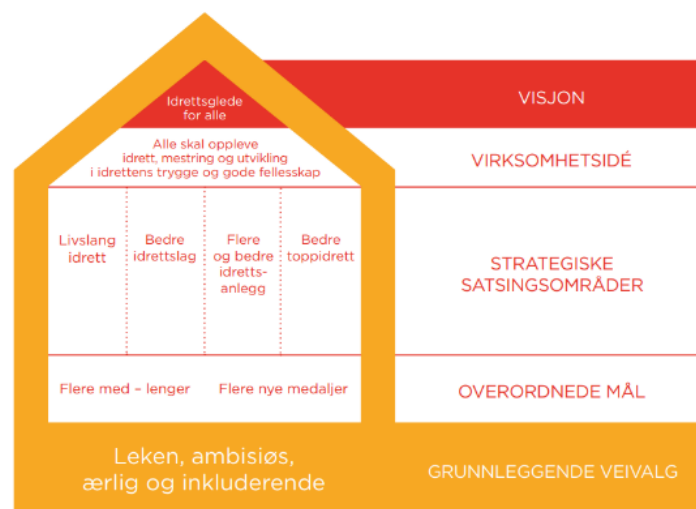 Idrettsglede
for alle
VISJON
Alle skal oppleve
idrett, mestring og utvikling
i idrettens trygge og gode fellesskap
VIRKSOMHETSIDÉ
Livslang
idrett
Bedre
idrettslag
Flere
og bedre
idretts-
anlegg
Bedre
toppidrett
STRATEGISKE
SATSINGSOMRÅDER
Flere med – lenger
Flere nye medaljer
OVERORDNEDE MÅL
Leken, ambisiøs,
ærlig og inkluderende
GRUNNLEGGENDE VEIVALG